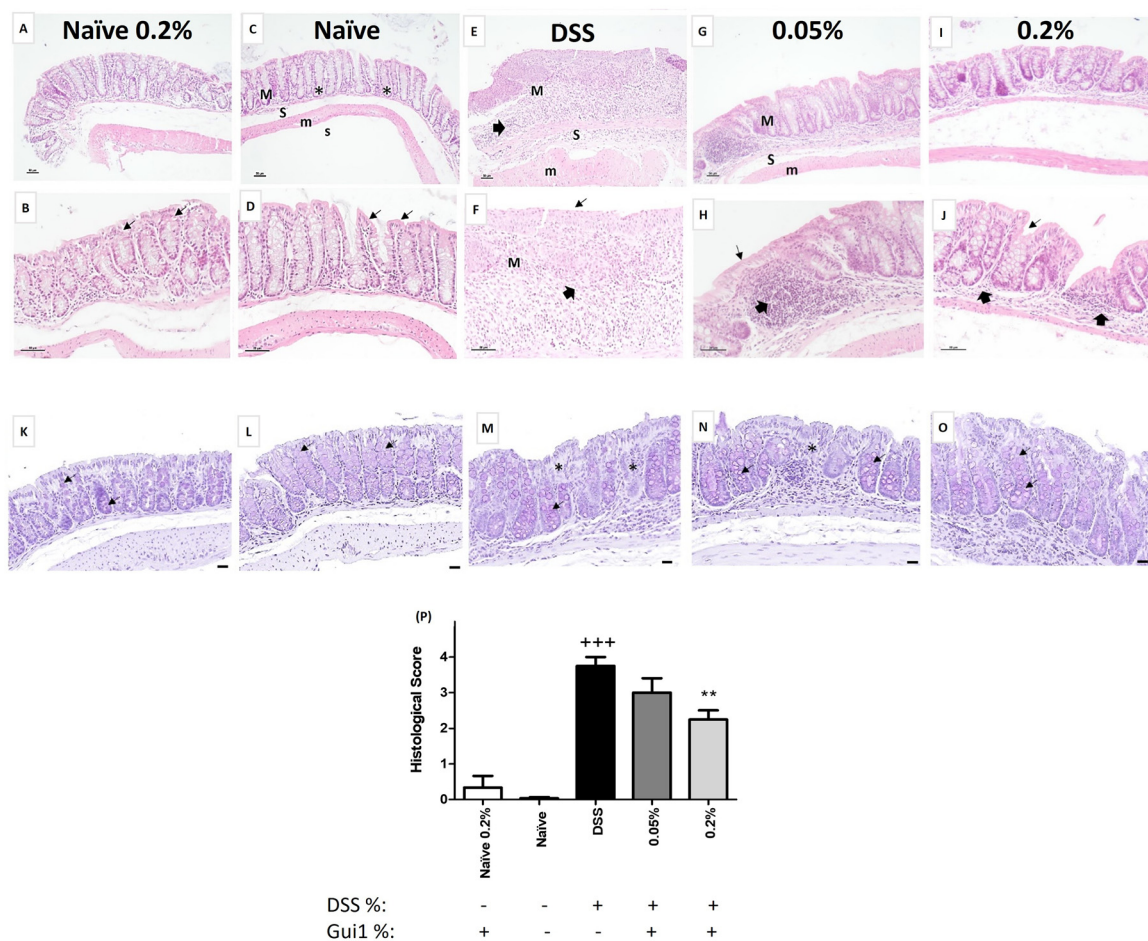 A
Naïve 0.2%
C
Naïve
E
DSS
G
0.05%
I
0.2%
M
*
*
S
m
s
M
S
m
M
S
m
B
D
F
M
H
J
K
L
M
*
*
N
*
O
(P)
Histological Score
4
3
2
1
0
+++
**
Naïve 0.2%
Naïve
DSS
0.05%
0.2%
DSS %: - - + + +
Gui1 %: + - - + +